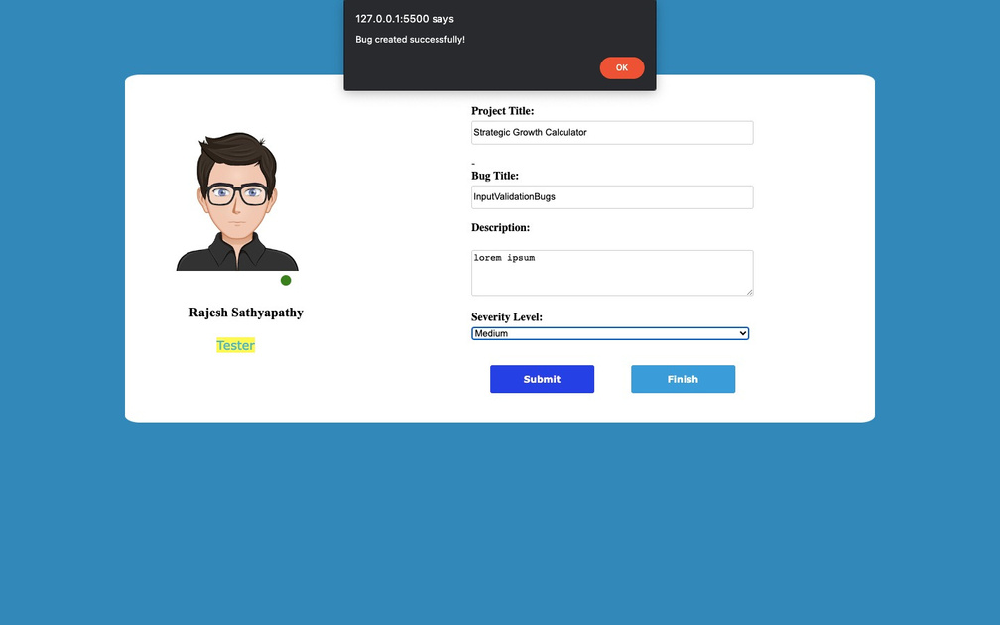 127.0.0.1:5500 says
Bug created successfully!
OK
Project Title:
Strategic Growth Calculator
-
Bug Title:
InputValidationBugs
Description:
lorem ipsum
Severity Level:
Medium
Submit
Finish
Rajesh Sathyapathy
Tester